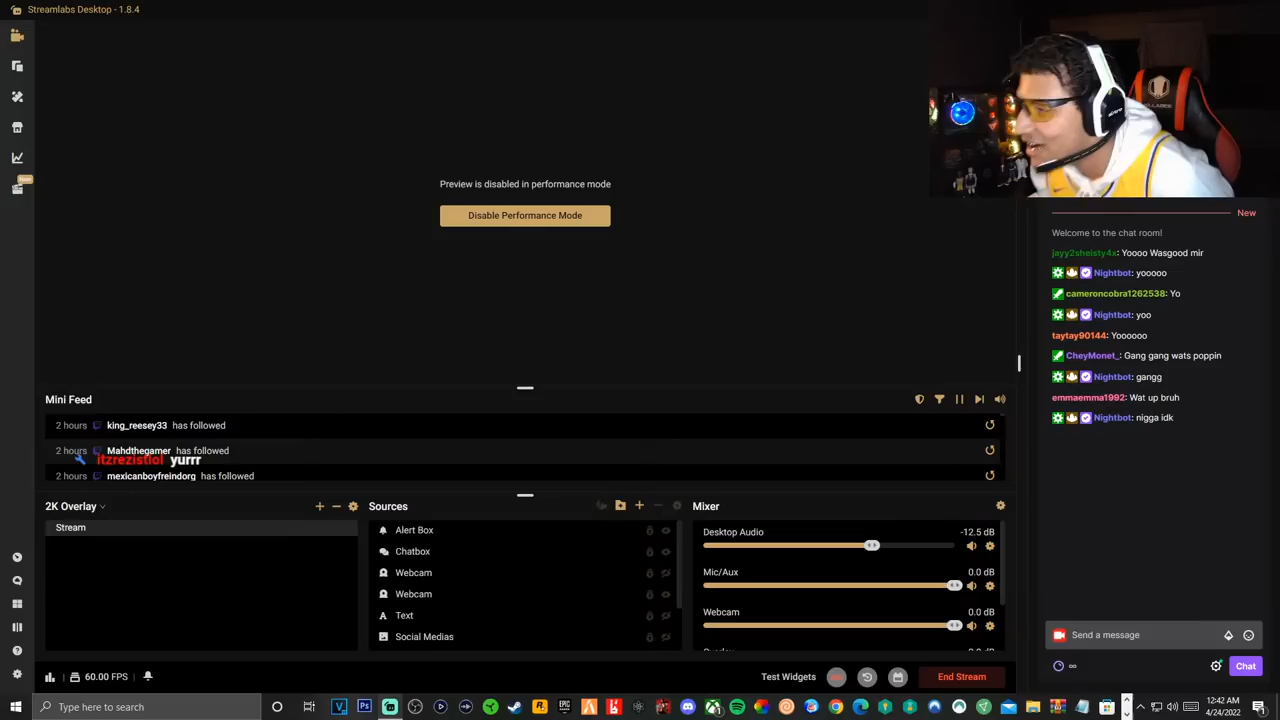 Streamlabs Desktop - 1.8.4
Preview is disabled in performance mode
Disable Performance Mode
New
Welcome to the chat room!
jayy2sheisty4x: Yoooo Wasgood mir
Nightbot: yooooo
cameroncobra1262538: Yo
Nightbot: yoo
taytay90144: Yoooooo
CheyMonet_: Gang gang wats poppin
Nightbot: gangg
emmaemma1992: Wat up bruh
Nightbot: nigga idk
Mini Feed
2 hours king_reesey33 has followed
2 hours Mahdthegamer has followed
itzrezistlol yurrr
2 hours mexicanboyfreindorg has followed
2K Overlay
Stream
Sources
Alert Box
Chatbox
Webcam
Webcam
Text
Social Medias
Mixer
Desktop Audio -12.5 dB
Mic/Aux 0.0 dB
Webcam 0.0 dB
Send a message
Chat
60.00 FPS
Test Widgets
REC
End Stream
Type here to search
12:42 AM
4/24/2022